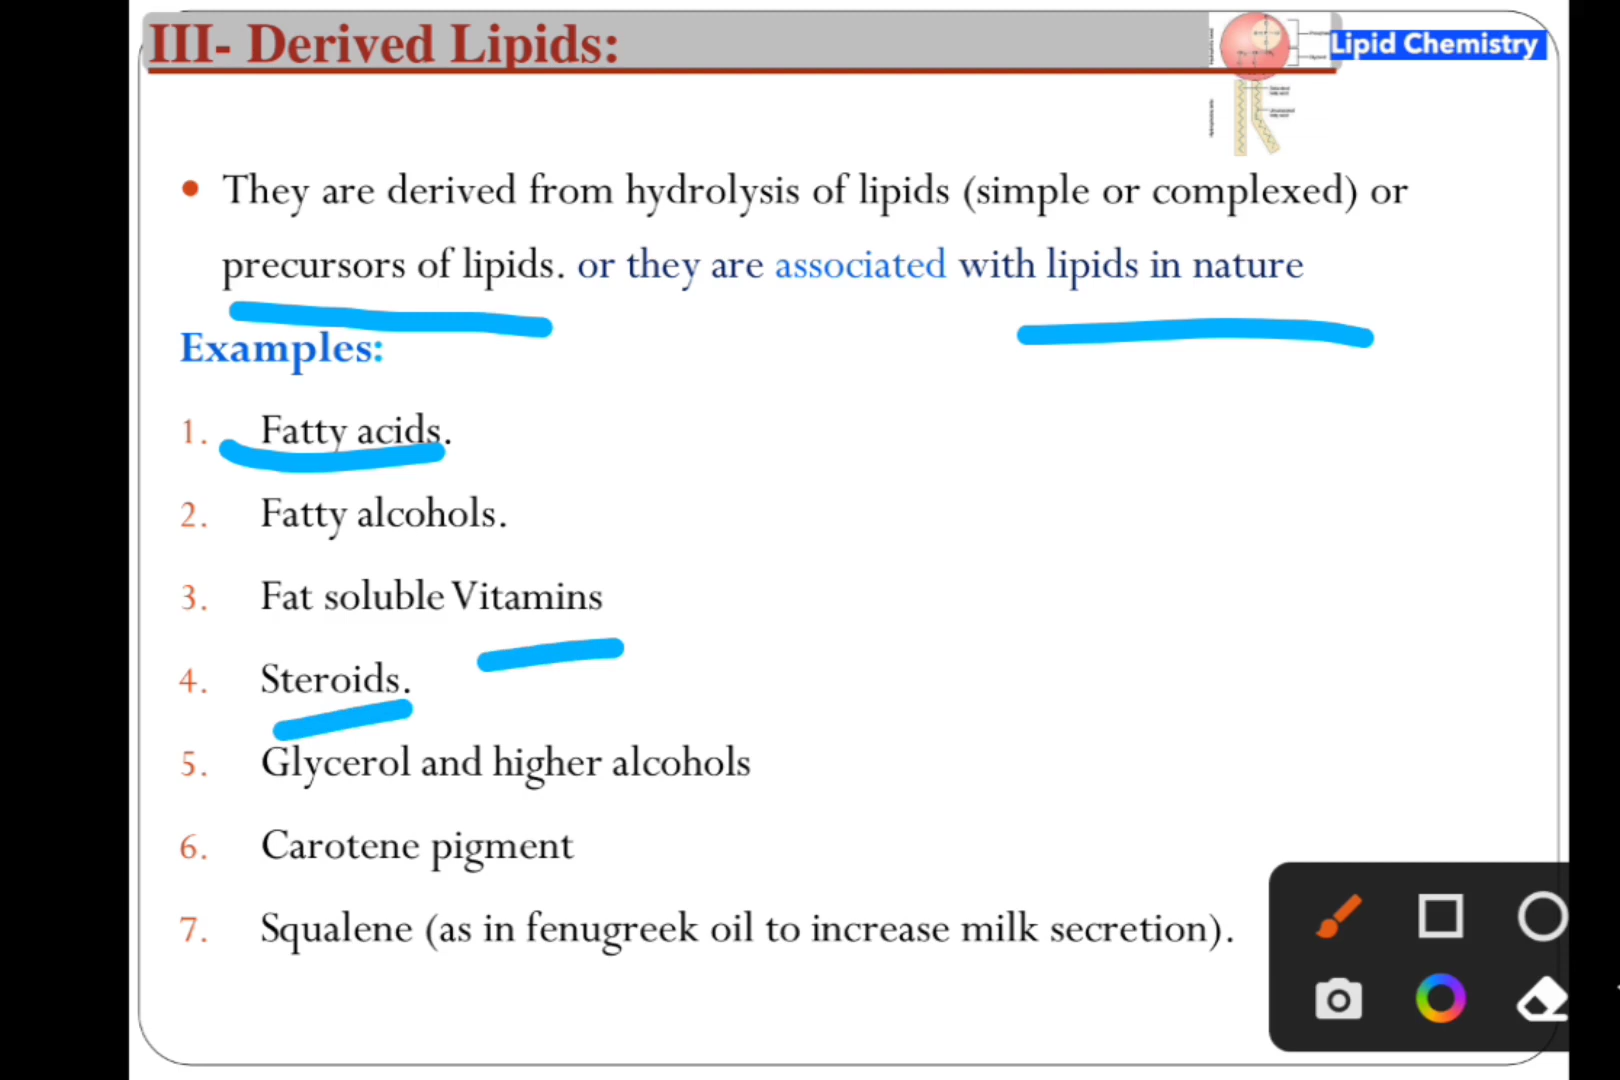 III- Derived Lipids:
Lipid Chemistry
• They are derived from hydrolysis of lipids (simple or complexed) or
precursors of lipids. or they are associated with lipids in nature
Examples:
1. Fatty acids.
2. Fatty alcohols.
3. Fat soluble Vitamins
4. Steroids.
5. Glycerol and higher alcohols
6. Carotene pigment
7. Squalene (as in fenugreek oil to increase milk secretion).